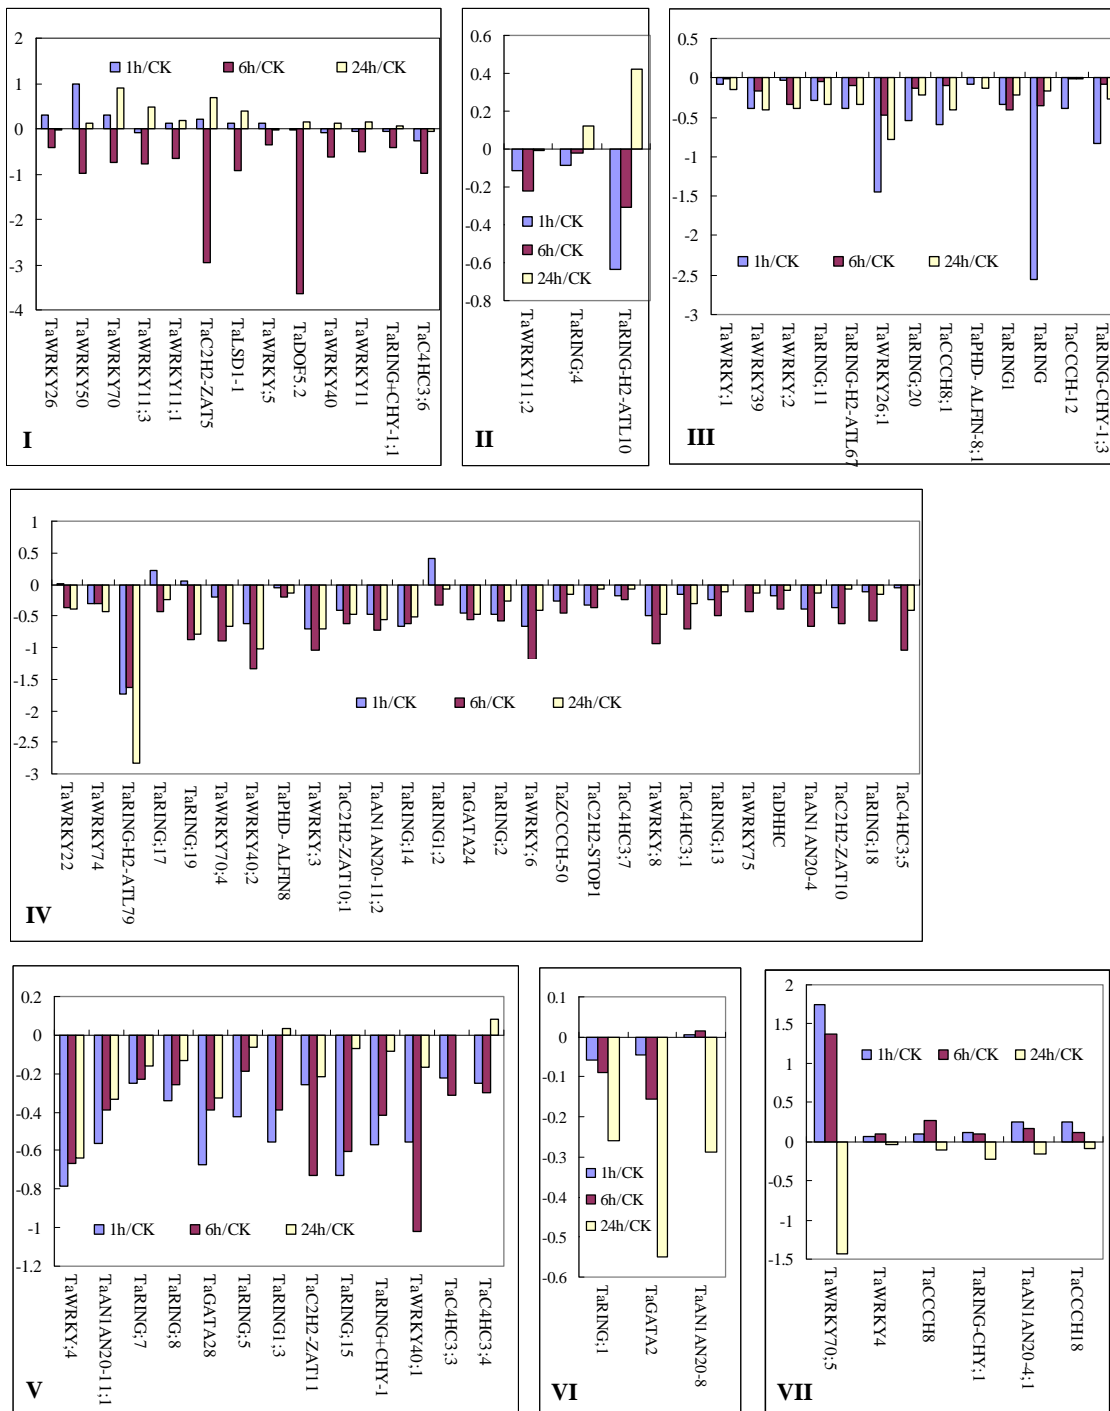 2
1
0
-1
-2
-3
-4
1h/CK 6h/CK 24h/CK
TaWRKY26
TaWRKY50
TaWRKY70
TaWRKY11;3
TaWRKY11;1
TaC2H2-ZAT5
TaLSD1-1
TaWRKY;5
TaDOF5.2
TaWRKY40
TaWRKY11
TaRING+CHY-1;1
TaC4HC3;6
I
0.6
0.4
0.2
0
-0.2
-0.4
-0.6
-0.8
1h/CK
6h/CK
24h/CK
TaWRKY11;2
TaRING;4
TaRING-H2-ATL10
II
0.5
0
-0.5
-1
-1.5
-2
-2.5
-3
1h/CK 6h/CK 24h/CK
TaWRKY;1
TaWRKY39
TaWRKY;2
TaRING;11
TaRING-H2-ATL67
TaWRKY26;1
TaRING;20
TaCCCH8;1
TaPHD- ALFIN-8;1
TaRING1
TaRING
TaCCCH-12
TaRING-CHY-1;3
III
1
0.5
0
-0.5
-1
-1.5
-2
-2.5
-3
1h/CK 6h/CK 24h/CK
TaWRKY22
TaWRKY74
TaRING-H2-ATL79
TaRING;17
TaRING;19
TaWRKY70;4
TaWRKY40;2
TaPHD- ALFIN8
TaWRKY;3
TaC2H2-ZAT10;1
TaAN1AN20-11;2
TaRING;14
TaRING1;2
TaGATA24
TaRING;2
TaWRKY;6
TaZCCCH-50
TaC2H2-STOP1
TaC4HC3;7
TaWRKY;8
TaC4HC3;1
TaRING;13
TaWRKY75
TaDHHC
TaAN1AN20-4
TaC2H2-ZAT10
TaRING;18
TaC4HC3;5
IV
0.2
0
-0.2
-0.4
-0.6
-0.8
-1
-1.2
1h/CK 6h/CK 24h/CK
TaWRKY;4
TaAN1AN20-11;1
TaRING;7
TaRING;8
TaGATA28
TaRING;5
TaRING1;3
TaC2H2-ZAT11
TaRING;15
TaRING+CHY-1
TaWRKY40;1
TaC4HC3;3
TaC4HC3;4
V
0.1
0
-0.1
-0.2
-0.3
-0.4
-0.5
-0.6
1h/CK
6h/CK
24h/CK
TaRING;1
TaGATA2
TaAN1AN20-8
VI
2
1.5
1
0.5
0
-0.5
-1
-1.5
1h/CK 6h/CK 24h/CK
TaWRKY70;5
TaWRKY4
TaCCCH8
TaRING-CHY;1
TaAN1AN20-4;1
TaCCCH18
VII